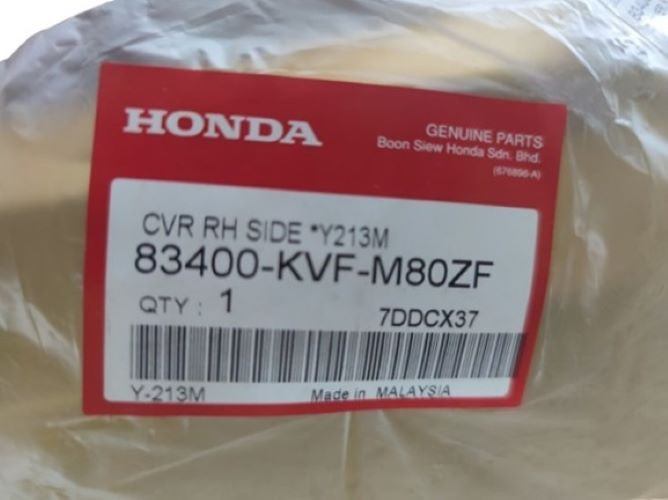 HONDA
GENUINE PARTS
Boon Siew Honda Sdn. Bhd.
(676896-A)
CVR RH SIDE *Y213M
83400-KVF-M80ZF
QTY : 1
7DDCX37
Y-213M
Made in MALAYSIA